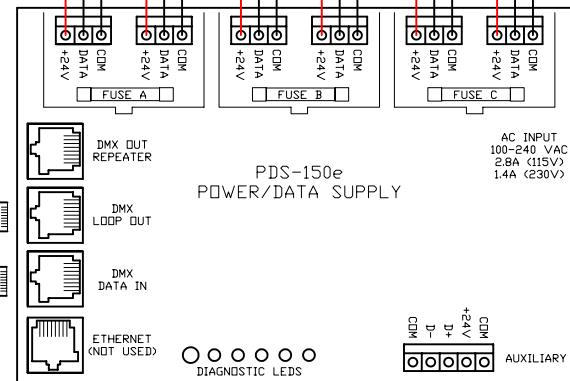 +24V DATA COM +24V DATA COM +24V DATA COM +24V DATA COM +24V DATA COM +24V DATA COM
FUSE A FUSE B FUSE C
DMX OUT
REPEATER
AC INPUT
100-240 VAC
2.8A (115V)
1.4A (230V)
PDS-150e
POWER/DATA SUPPLY
DMX
LOOP OUT
DMX
DATA IN
ETHERNET
(NOT USED)
DIAGNOSTIC LEDS
COM D- D+ +24V COM
AUXILIARY